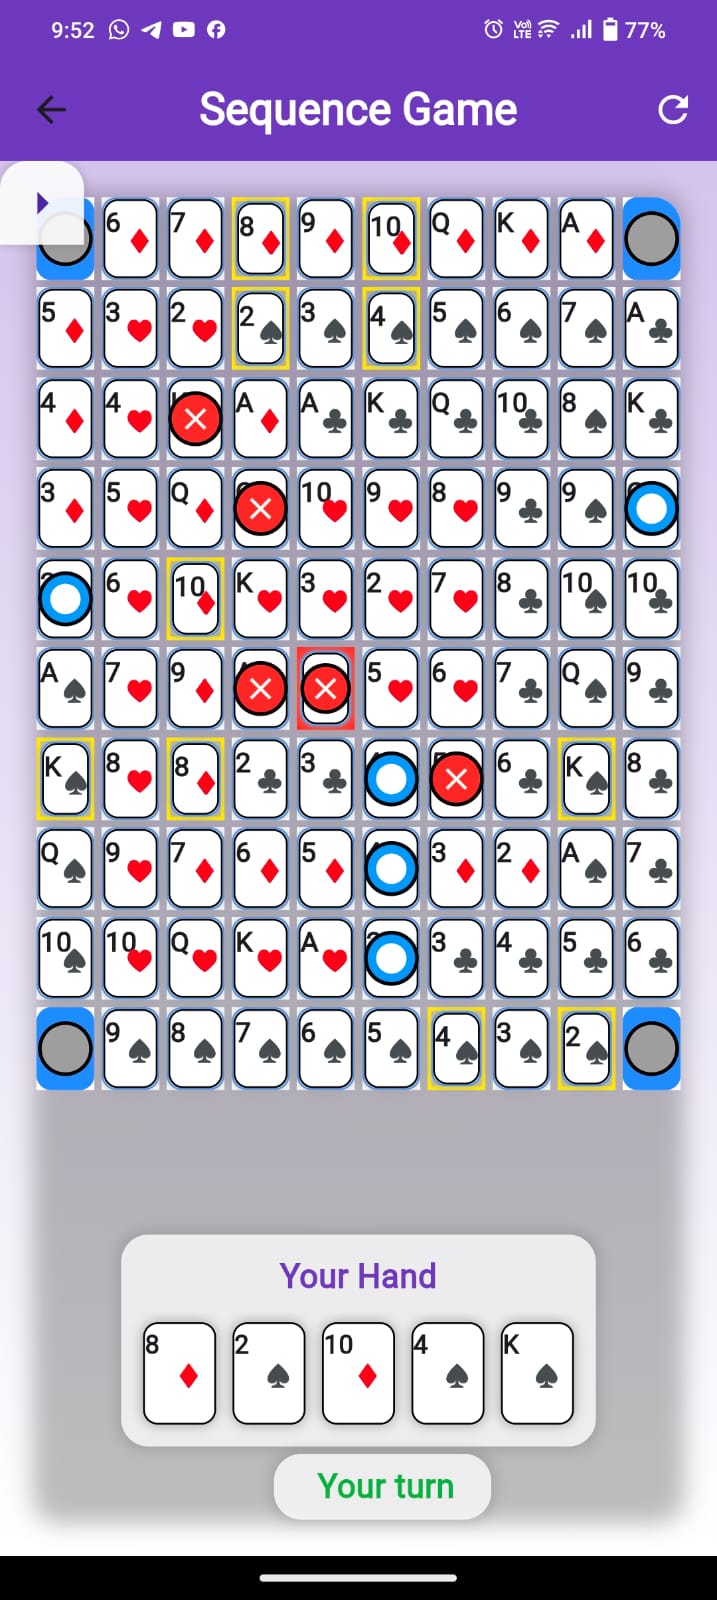 9:52 Vo) LTE 77%
Sequence Game
6 7 8 9 10 Q K A
5 3 2 2 3 4 5 6 7 A
4 4 A A K Q 10 8 K
3 5 Q 10 9 8 9 9
6 10 K 3 2 7 8 10 10
A 7 9 5 6 7 Q 9
K 8 8 2 3 6 K 8
Q 9 7 6 5 3 2 A 7
10 10 Q K A 3 4 5 6
9 8 7 6 5 4 3 2
Your Hand
8 2 10 4 K
Your turn